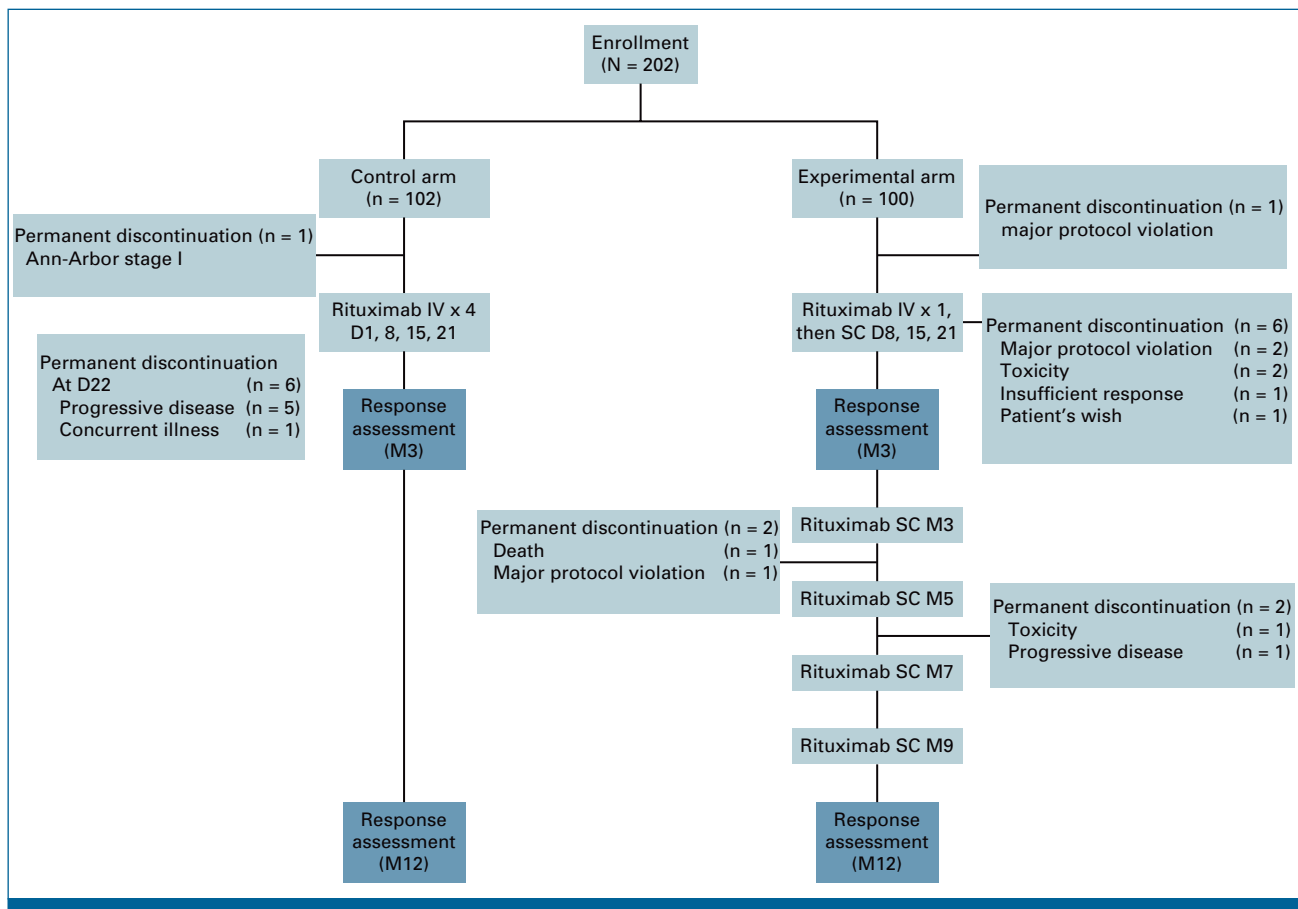 Enrollment
(N = 202)
Control arm
(n = 102)
Experimental arm
(n = 100)
Permanent discontinuation (n = 1)
Ann-Arbor stage I
Permanent discontinuation (n = 1)
major protocol violation
Rituximab IV x 4
D1, 8, 15, 21
Rituximab IV x 1,
then SC D8, 15, 21
Permanent discontinuation
At D22 (n = 6)
Progressive disease (n = 5)
Concurrent illness (n = 1)
Permanent discontinuation (n = 6)
Major protocol violation (n = 2)
Toxicity (n = 2)
Insufficient response (n = 1)
Patient's wish (n = 1)
Response
assessment
(M3)
Response
assessment
(M3)
Rituximab SC M3
Permanent discontinuation (n = 2)
Death (n = 1)
Major protocol violation (n = 1)
Rituximab SC M5
Permanent discontinuation (n = 2)
Toxicity (n = 1)
Progressive disease (n = 1)
Rituximab SC M7
Rituximab SC M9
Response
assessment
(M12)
Response
assessment
(M12)